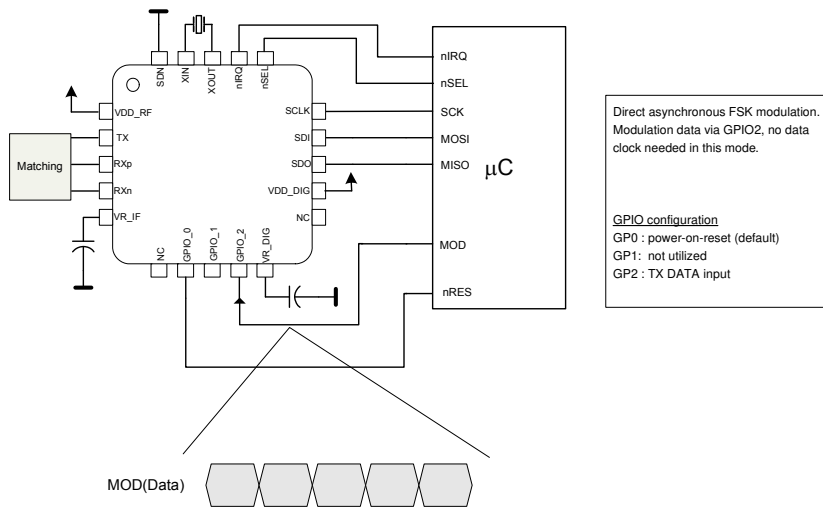 SDN
XIN
XOUT
nIRQ
nSEL
VDD_RF
TX
RXp
RXn
VR_IF
Matching
SCLK
SDI
SDO
VDD_DIG
NC
NC
GPIO_0
GPIO_1
GPIO_2
VR_DIG
nIRQ
nSEL
SCK
MOSI
MISO
µC
MOD
nRES
Direct asynchronous FSK modulation.
Modulation data via GPIO2, no data
clock needed in this mode.
GPIO configuration
GP0 : power-on-reset (default)
GP1: not utilized
GP2 : TX DATA input
MOD(Data)